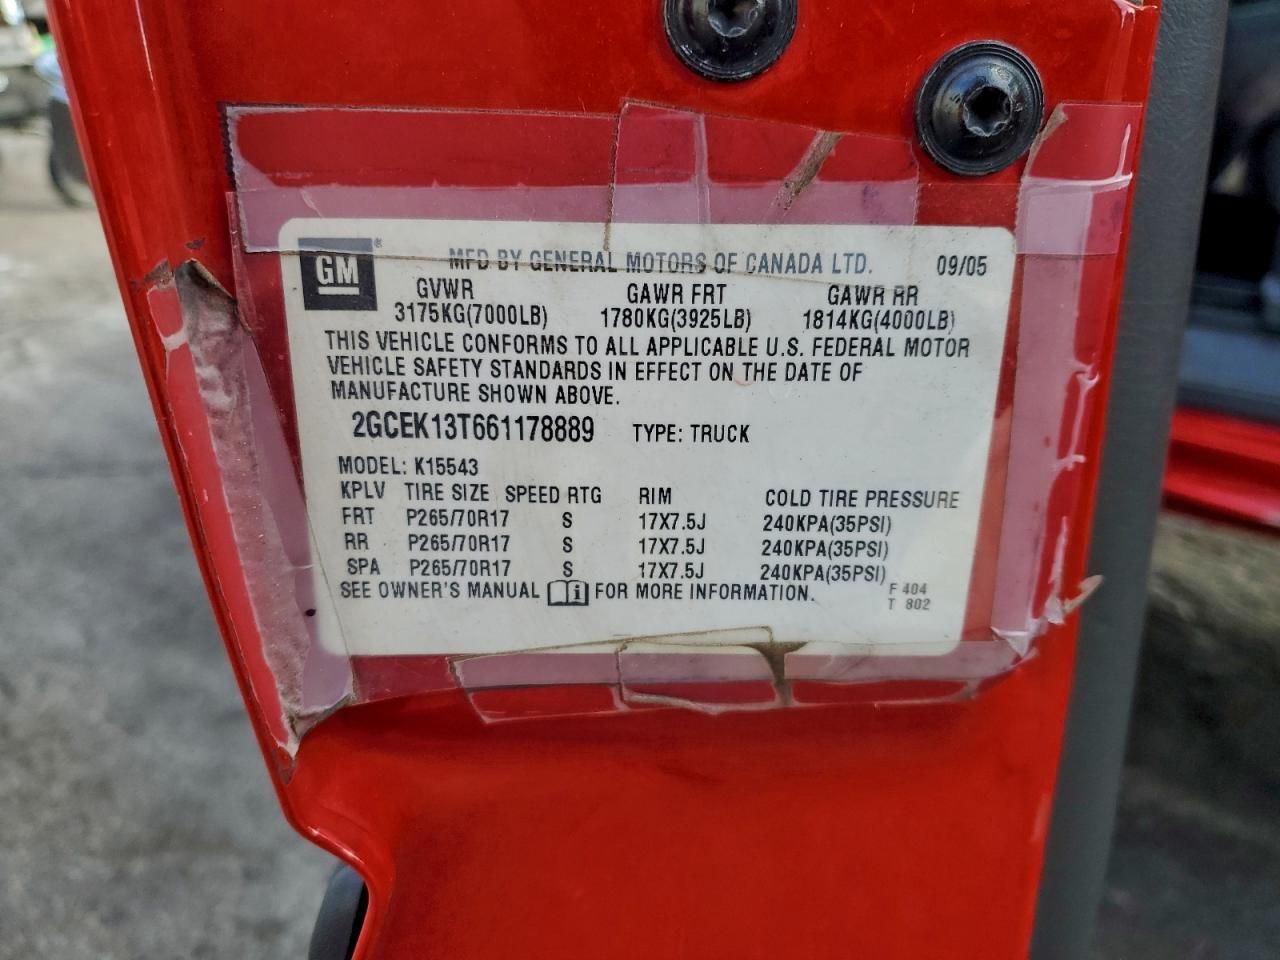 GM ®
MFD BY GENERAL MOTORS OF CANADA LTD. 09/05
GVWR GAWR FRT GAWR RR
3175KG(7000LB) 1780KG(3925LB) 1814KG(4000LB)
THIS VEHICLE CONFORMS TO ALL APPLICABLE U.S. FEDERAL MOTOR
VEHICLE SAFETY STANDARDS IN EFFECT ON THE DATE OF
MANUFACTURE SHOWN ABOVE.
2GCEK13T661178889 TYPE: TRUCK
MODEL: K15543
KPLV TIRE SIZE SPEED RTG RIM COLD TIRE PRESSURE
FRT P265/70R17 S 17X7.5J 240KPA(35PSI)
RR P265/70R17 S 17X7.5J 240KPA(35PSI)
SPA P265/70R17 S 17X7.5J 240KPA(35PSI)
SEE OWNER'S MANUAL FOR MORE INFORMATION.
F 404
T 802